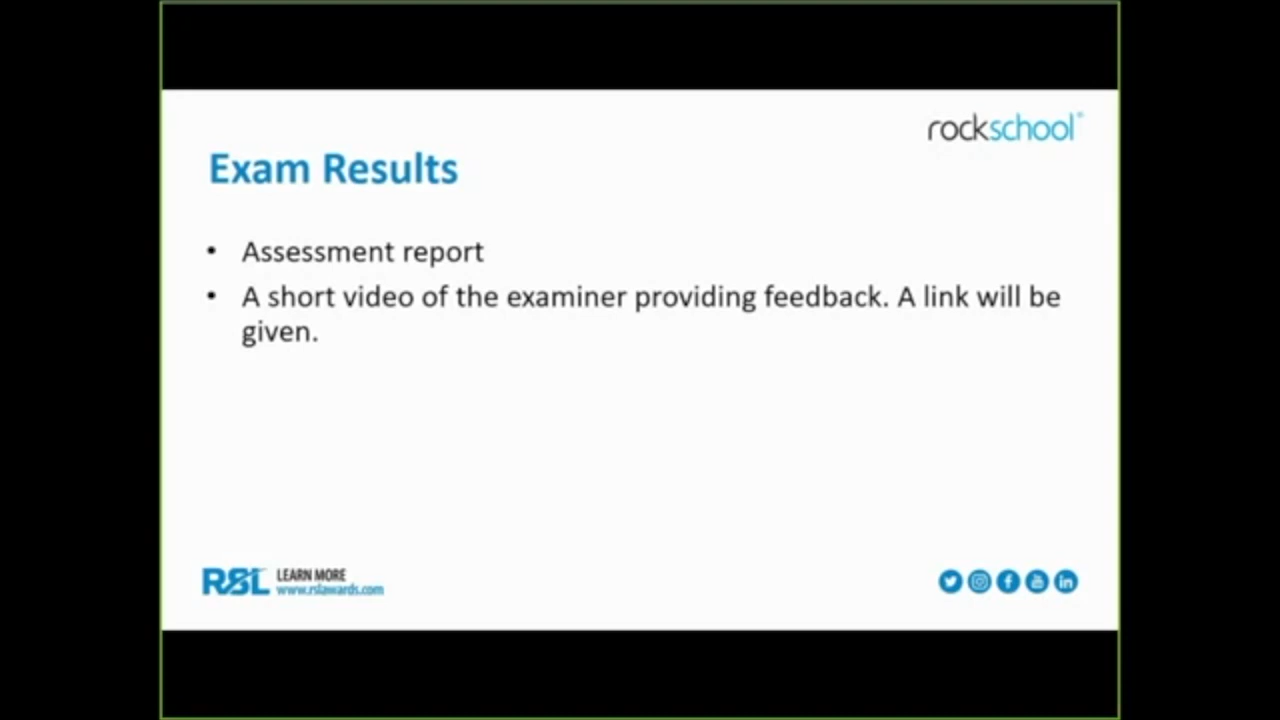 rockschool®
Exam Results
• Assessment report
• A short video of the examiner providing feedback. A link will be
given.
RSL LEARN MORE
www.rslawards.com